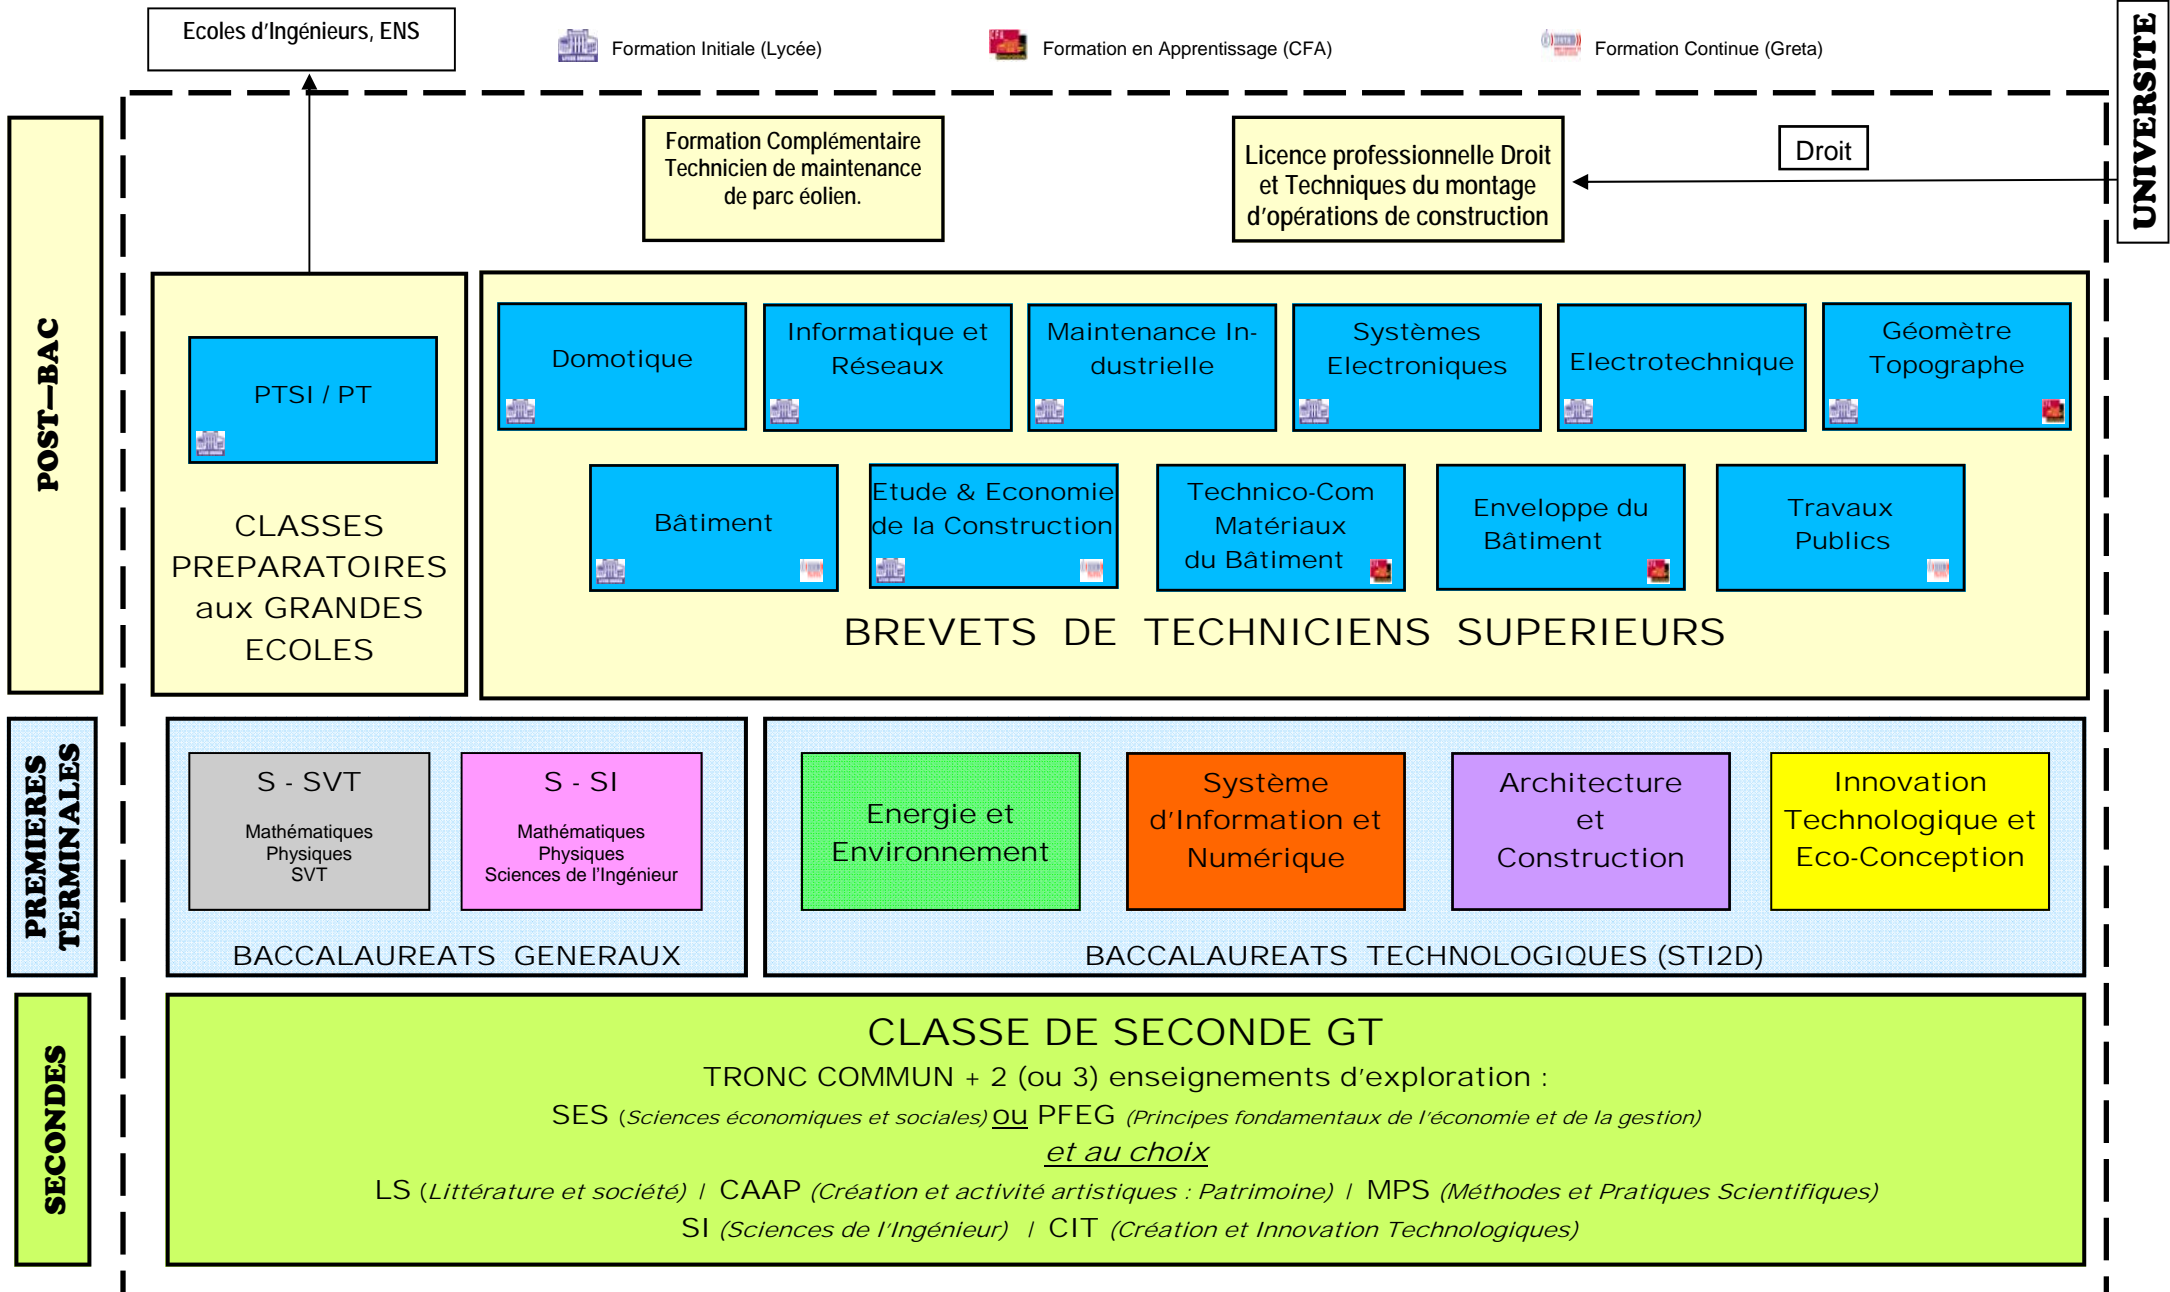 Ecoles d'Ingénieurs, ENS
Formation Initiale (Lycée)
Formation en Apprentissage (CFA)
Formation Continue (Greta)
UNIVERSITE
Formation Complémentaire
Technicien de maintenance
de parc éolien.
Licence professionnelle Droit
et Techniques du montage
d'opérations de construction
Droit
POST—BAC
PTSI / PT
CLASSES
PREPARATOIRES
aux GRANDES
ECOLES
Domotique
Informatique et
Réseaux
Maintenance In-
dustrielle
Systèmes
Electroniques
Electrotechnique
Géomètre
Topographe
Bâtiment
Etude & Economie
de la Construction
Technico-Com
Matériaux
du Bâtiment
Enveloppe du
Bâtiment
Travaux
Publics
BREVETS DE TECHNICIENS SUPERIEURS
PREMIERES
TERMINALES
S - SVT
Mathématiques
Physiques
SVT
S - SI
Mathématiques
Physiques
Sciences de l'Ingénieur
BACCALAUREATS GENERAUX
Energie et
Environnement
Système
d'Information et
Numérique
Architecture
et
Construction
Innovation
Technologique et
Eco-Conception
BACCALAUREATS TECHNOLOGIQUES (STI2D)
SECONDES
CLASSE DE SECONDE GT
TRONC COMMUN + 2 (ou 3) enseignements d'exploration :
SES (Sciences économiques et sociales) ou PFEG (Principes fondamentaux de l'économie et de la gestion)
et au choix
LS (Littérature et société) / CAAP (Création et activité artistiques : Patrimoine) / MPS (Méthodes et Pratiques Scientifiques)
SI (Sciences de l'Ingénieur) / CIT (Création et Innovation Technologiques)